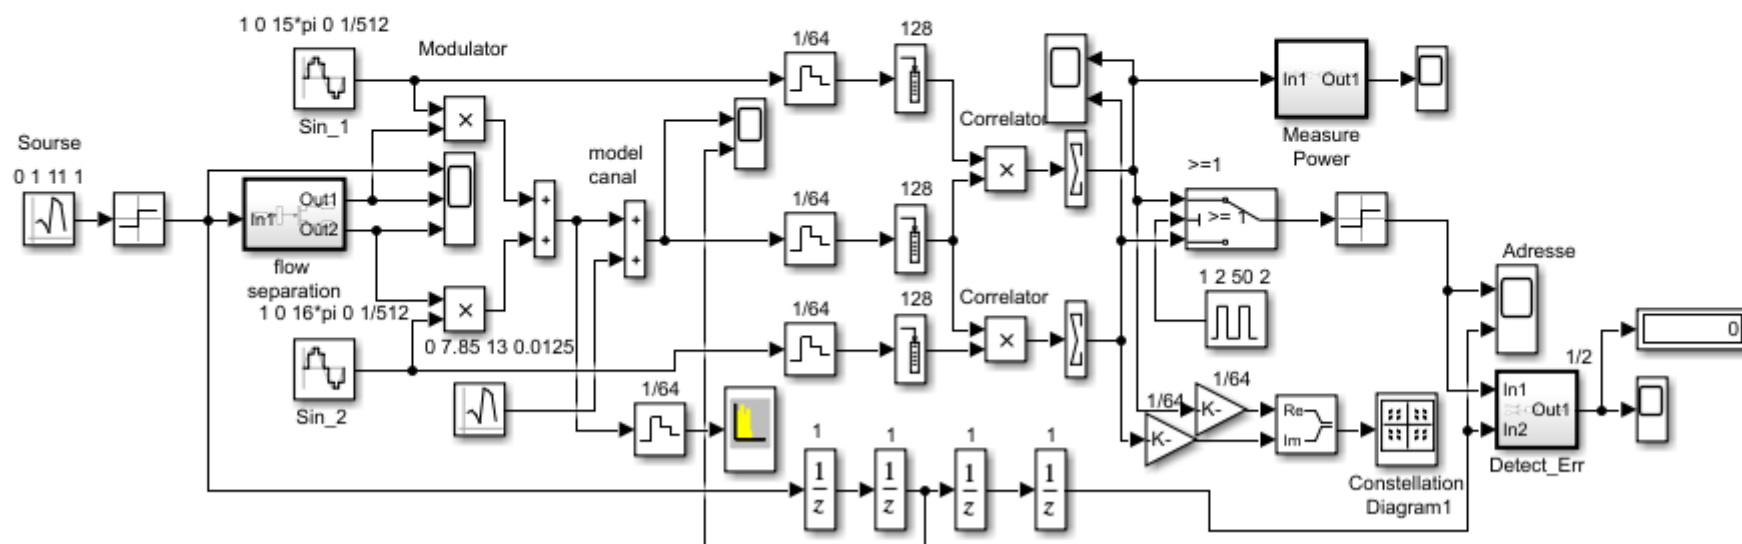 1 0 15*pi 0 1/512
Modulator
Sin_1
Sourse
0 1 11 1
In1
Out1
Out2
flow
separation
1 0 16*pi 0 1/512
Sin_2
×
×
+
+
0 7.85 13 0.0125
model
canal
+
+
1/64
1/64
1/64
1/64
128
128
128
Correlator
×
Correlator
×
In1
Out1
Measure
Power
>=1
>= 1
1 2 50 2
Adresse
1/64
1/64
-K-
-K-
Re
Im
Constellation
Diagram1
1/2
In1
In2
Out1
Detect_Err
0
1
1
1
1
1
z
1
z
1
z
1
z